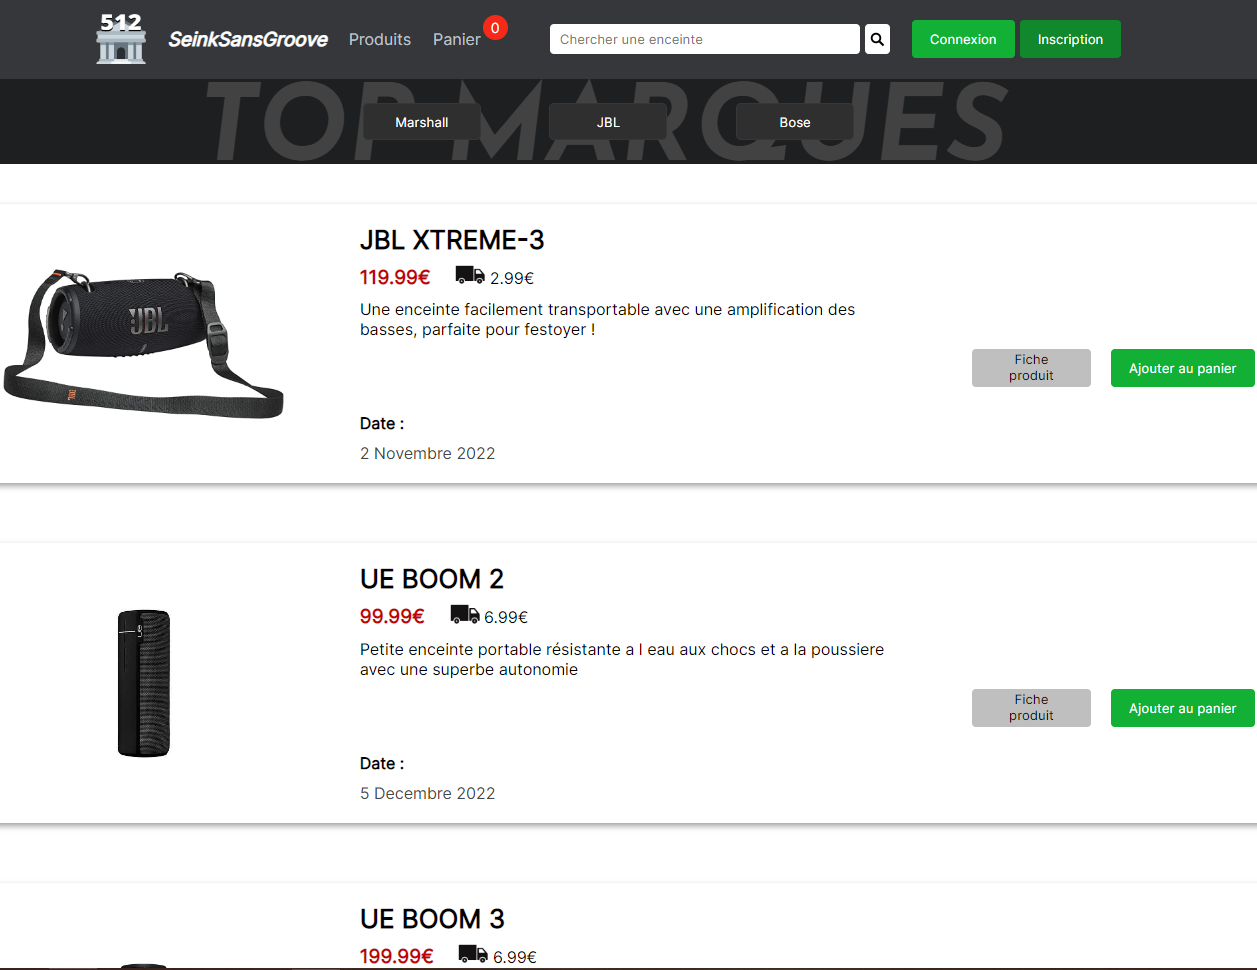 512
SeinkSansGroove
Produits
Panier
0
Chercher une enceinte
Connexion
Inscription
TOP MARQUES
Marshall
JBL
Bose
JBL XTREME-3
119.99€
2.99€
Une enceinte facilement transportable avec une amplification des
basses, parfaite pour festoyer !
JBL
Fiche
produit
Ajouter au panier
Date :
2 Novembre 2022
UE BOOM 2
99.99€
6.99€
Petite enceinte portable résistante a l eau aux chocs et a la poussiere
avec une superbe autonomie
Fiche
produit
Ajouter au panier
Date :
5 Decembre 2022
UE BOOM 3
199.99€
6.99€